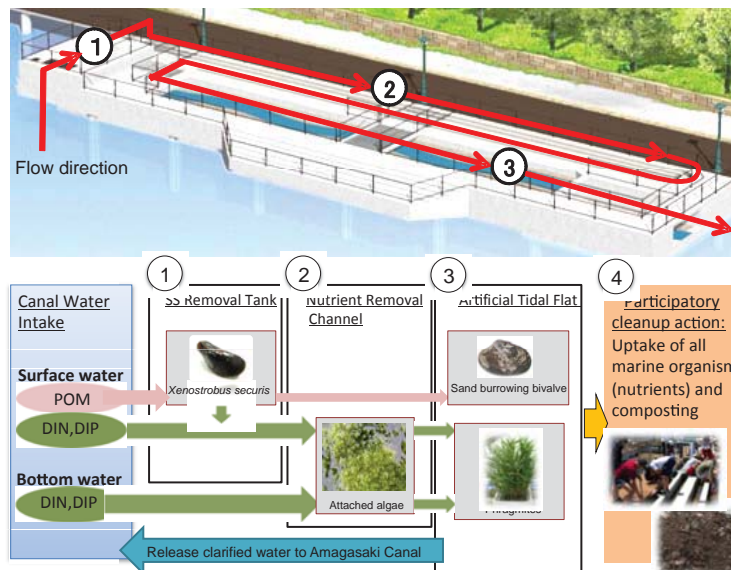 1
2
3
Flow direction
1
2
3
4
Canal Water
Intake
SS Removal Tank
Nutrient Removal
Channel
Artificial Tidal Flat
Participatory
cleanup action:
Uptake of all
marine organism
(nutrients) and
composting
Surface water
POM
DIN,DIP
Xenostrobus securis
Sand burrowing bivalve
Bottom water
DIN,DIP
Attached algae
Phragmites
Release clarified water to Amagasaki Canal